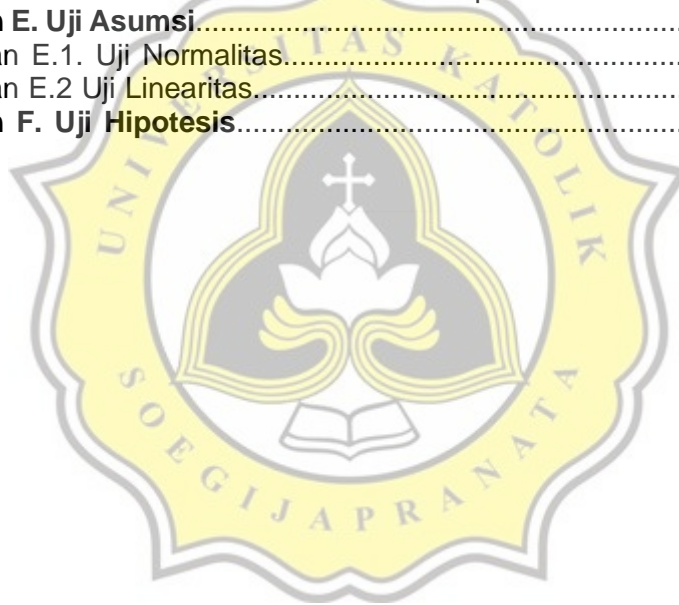 n E. Uji Asumsi........................................................................
an E.1. Uji Normalitas............................................................
an E.2 Uji Linearitas................................................................
n F. Uji Hipotesis..................................................................
UNIVERSITAS KATOLIK
SOEGIJAPRANATA